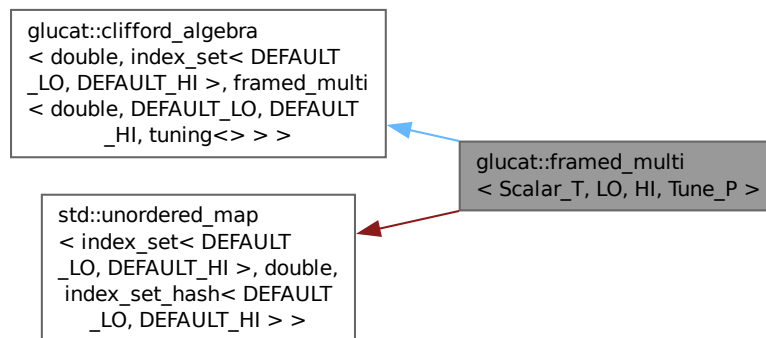 glucat::clifford_algebra
< double, index_set< DEFAULT
_LO, DEFAULT_HI >, framed_multi
< double, DEFAULT_LO, DEFAULT
_HI, tuning<> > >
glucat::framed_multi
< Scalar_T, LO, HI, Tune_P >
std::unordered_map
< index_set< DEFAULT
_LO, DEFAULT_HI >, double,
index_set_hash< DEFAULT
_LO, DEFAULT_HI > >